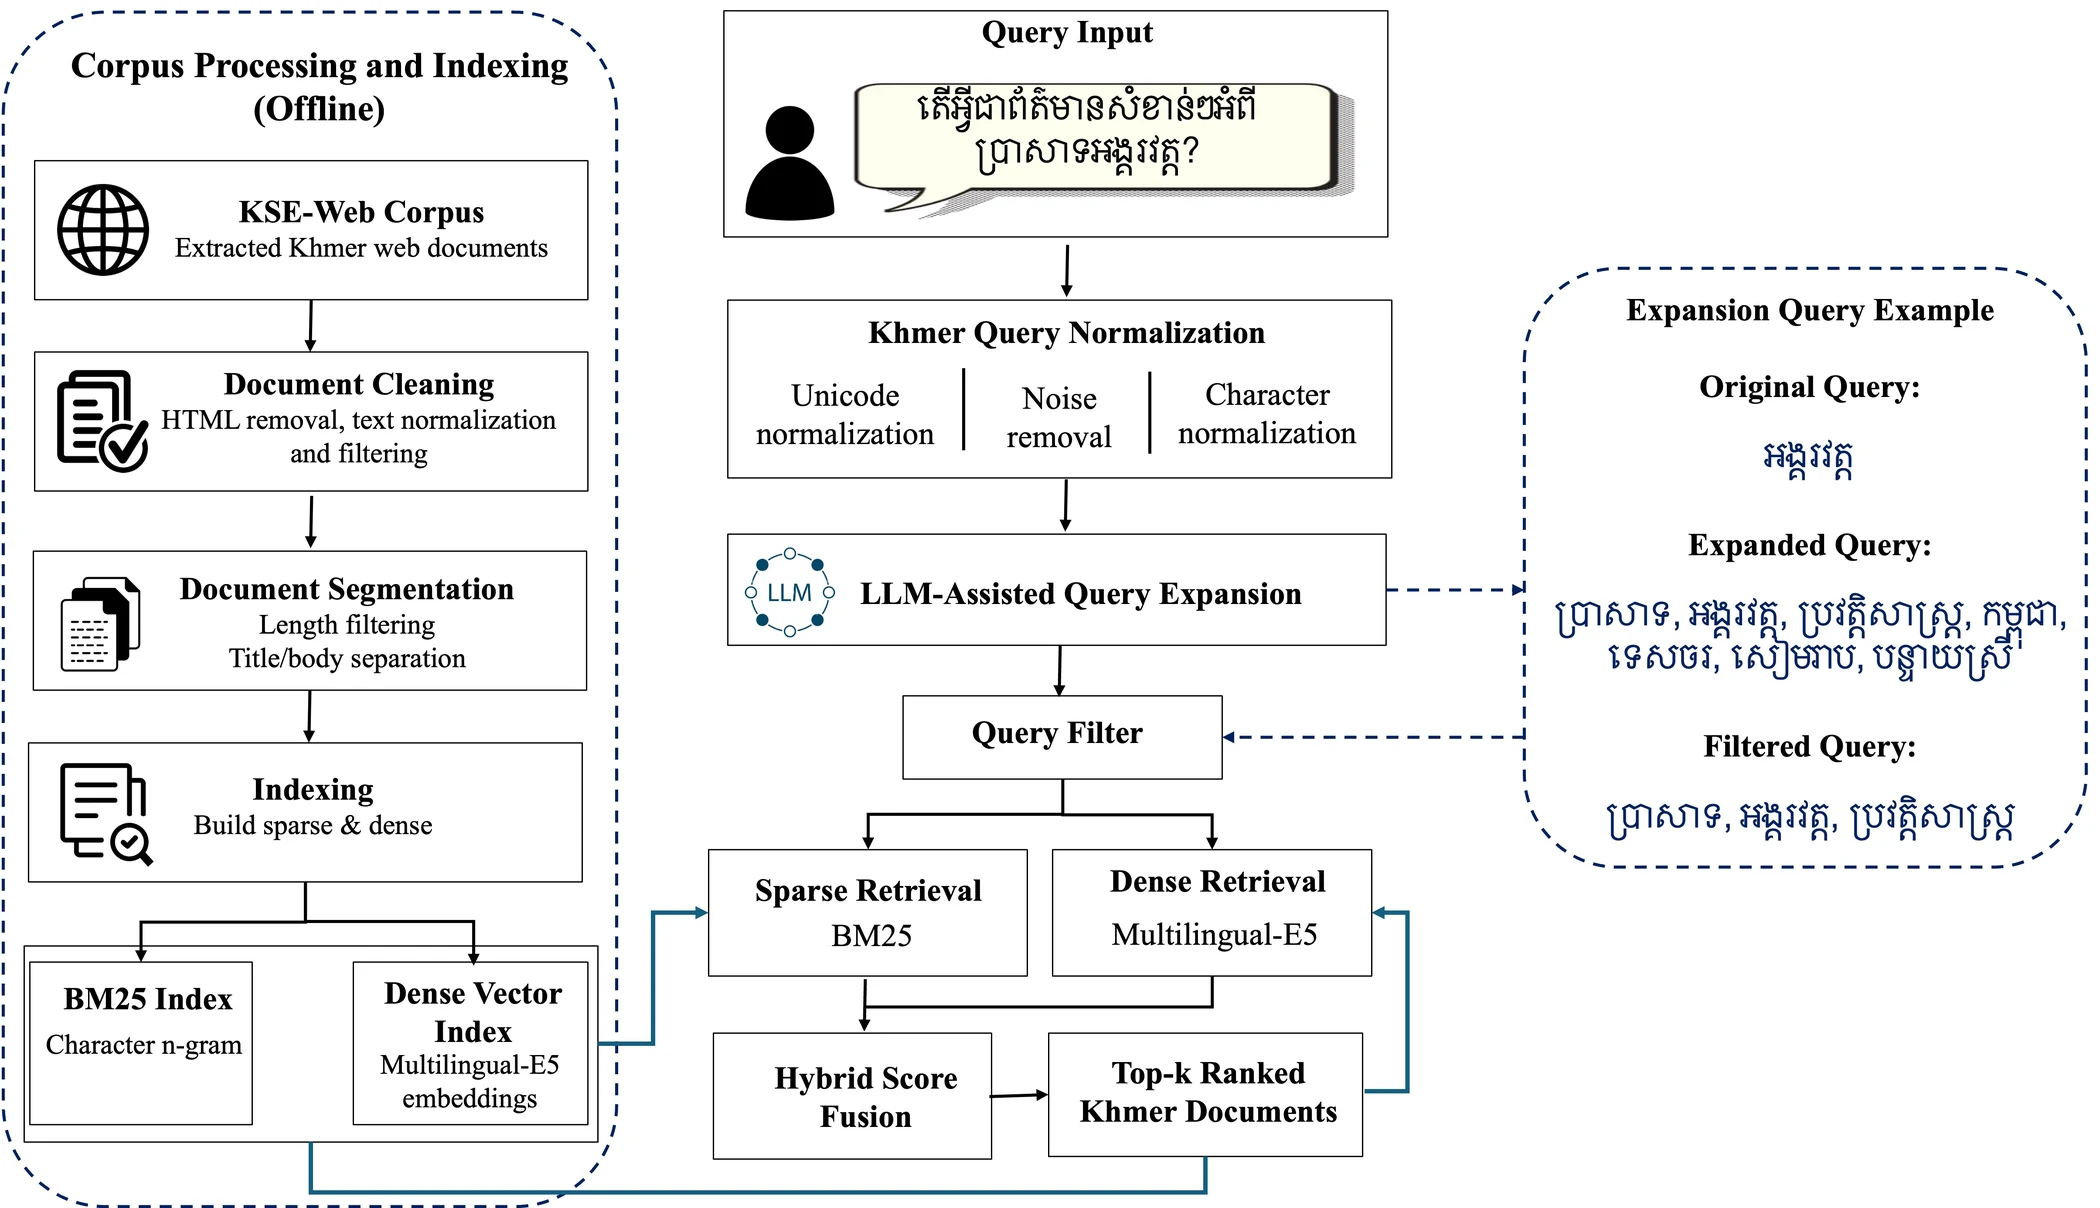 Corpus Processing and Indexing
(Offline)
KSE-Web Corpus
Extracted Khmer web documents
Document Cleaning
HTML removal, text normalization
and filtering
Document Segmentation
Length filtering
Title/body separation
Indexing
Build sparse & dense
BM25 Index
Character n-gram
Dense Vector
Index
Multilingual-E5
embeddings
Query Input
តើអ្វីជាព័ត៌មានសំខាន់ៗអំពី
ប្រាសាទអង្គរវត្ត?
Khmer Query Normalization
Unicode
normalization
Noise
removal
Character
normalization
LLM
LLM-Assisted Query Expansion
Query Filter
Sparse Retrieval
BM25
Dense Retrieval
Multilingual-E5
Hybrid Score
Fusion
Top-k Ranked
Khmer Documents
Expansion Query Example
Original Query:
អង្គរវត្ត
Expanded Query:
ប្រាសាទ, អង្គរវត្ត, ប្រវត្តិសាស្ត្រ, កម្ពុជា,
ទេសចរ, សៀមរាប, បន្ទាយស្រី
Filtered Query:
ប្រាសាទ, អង្គរវត្ត, ប្រវត្តិសាស្ត្រ